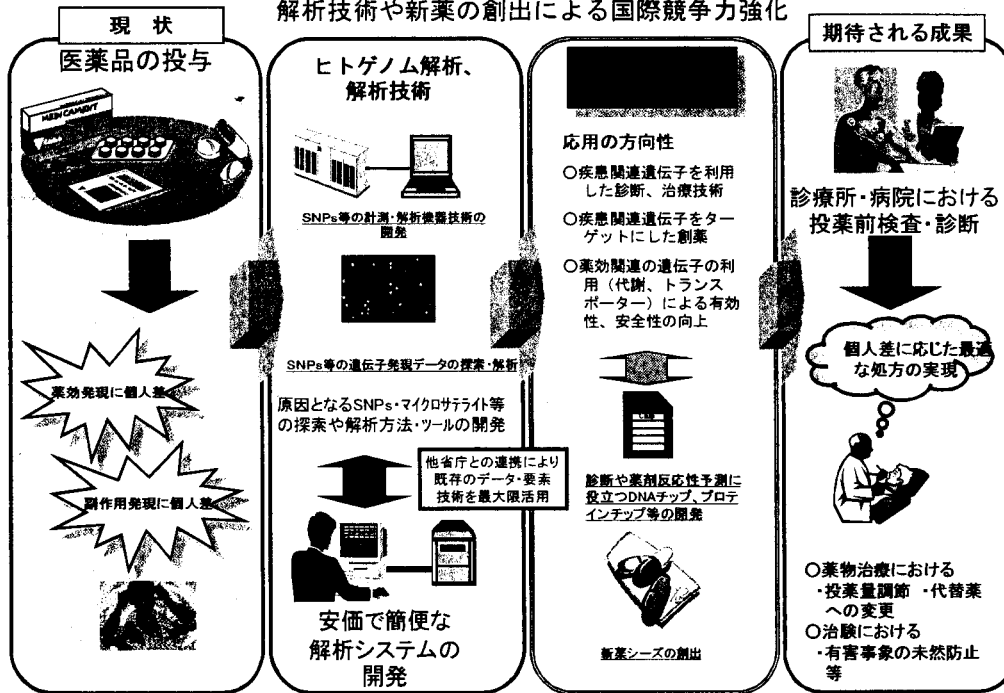 解析技術や新薬の創出による国際競争力強化
現 状
医薬品の投与
MEDICAMENT
薬効発現に個人差
副作用発現に個人差
ヒトゲノム解析、
解析技術
SNPs等の計測・解析機器技術の
開発
SNPs等の遺伝子発現データの探索・解析
原因となるSNPs・マイクロサテライト等
の探索や解析方法・ツールの開発
他省庁との連携により
既存のデータ・要素
技術を最大限活用
安価で簡便な
解析システムの
開発
応用の方向性
○疾患関連遺伝子を利用
した診断、治療技術
○疾患関連遺伝子をター
ゲットにした創薬
○薬効関連の遺伝子の利
用（代謝、トランス
ポーター）による有効
性、安全性の向上
診断や薬剤反応性予測に
役立つDNAチップ、プロテ
インチップ等の開発
新薬シーズの創出
期待される成果
診療所・病院における
投薬前検査・診断
個人差に応じた最適
な処方の実現
○薬物治療における
・投薬量調節 ・代替薬
への変更
○治験における
・有害事象の未然防止
等